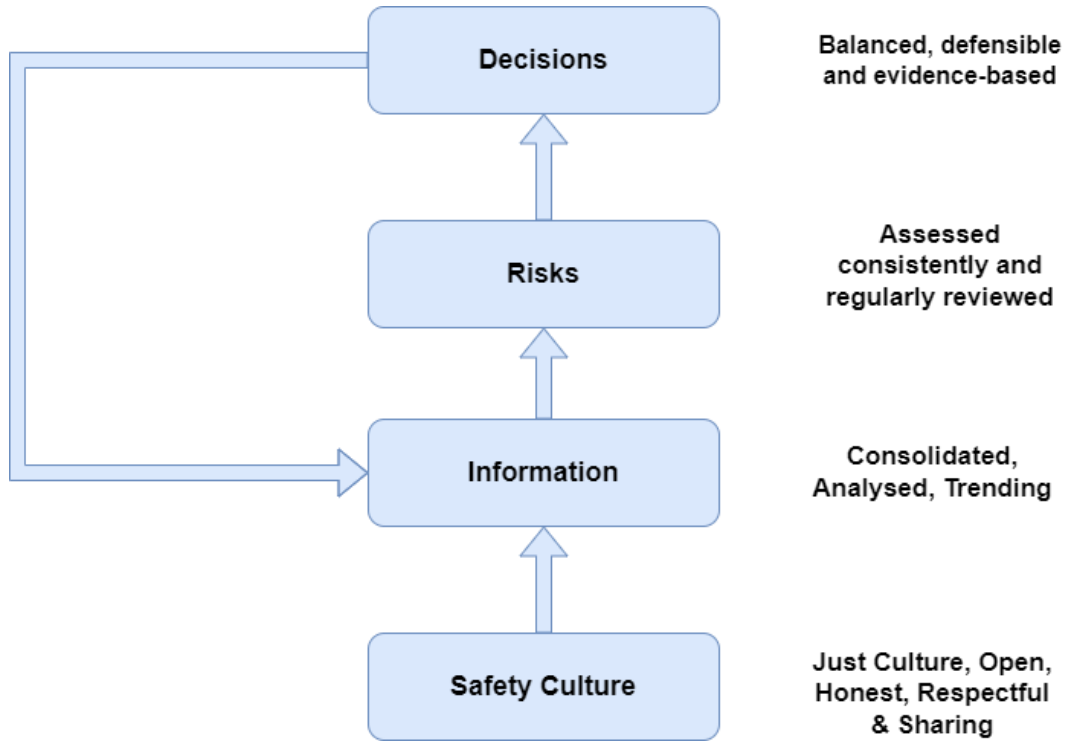 Decisions
Balanced, defensible
and evidence-based
Risks
Assessed
consistently and
regularly reviewed
Information
Consolidated,
Analysed, Trending
Safety Culture
Just Culture, Open,
Honest, Respectful
& Sharing